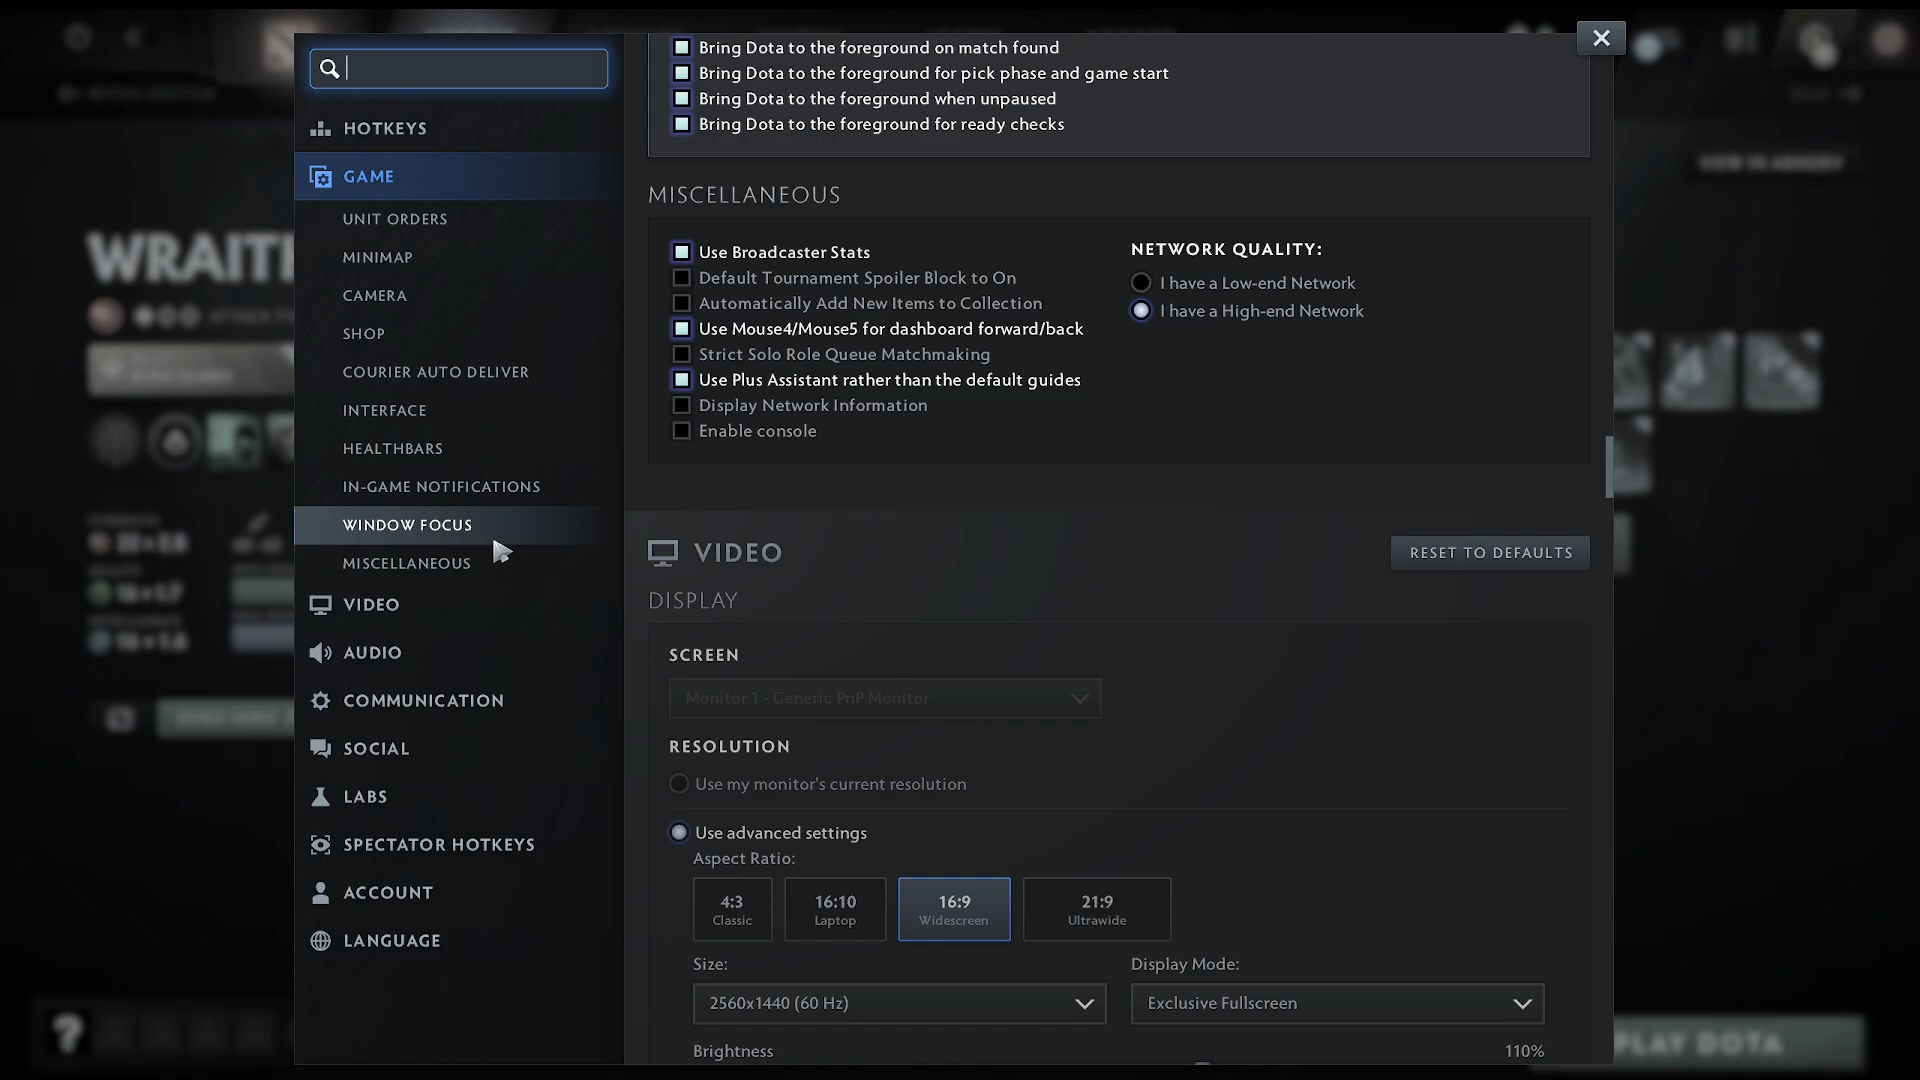 Bring Dota to the foreground on match found
Bring Dota to the foreground for pick phase and game start
Bring Dota to the foreground when unpaused
Bring Dota to the foreground for ready checks
HOTKEYS
GAME
UNIT ORDERS
MINIMAP
CAMERA
SHOP
COURIER AUTO DELIVER
INTERFACE
HEALTHBARS
IN-GAME NOTIFICATIONS
WINDOW FOCUS
MISCELLANEOUS
VIDEO
AUDIO
COMMUNICATION
SOCIAL
LABS
SPECTATOR HOTKEYS
ACCOUNT
LANGUAGE
MISCELLANEOUS
Use Broadcaster Stats
Default Tournament Spoiler Block to On
Automatically Add New Items to Collection
Use Mouse4/Mouse5 for dashboard forward/back
Strict Solo Role Queue Matchmaking
Use Plus Assistant rather than the default guides
Display Network Information
Enable console
NETWORK QUALITY:
I have a Low-end Network
I have a High-end Network
VIDEO
RESET TO DEFAULTS
DISPLAY
SCREEN
Monitor 1 - Generic PnP Monitor
RESOLUTION
Use my monitor's current resolution
Use advanced settings
Aspect Ratio:
4:3
Classic
16:10
Laptop
16:9
Widescreen
21:9
Ultrawide
Size:
2560x1440 (60 Hz)
Display Mode:
Exclusive Fullscreen
Brightness
110%
WRAITH
VIEW IN ARMORY
PLAY DOTA